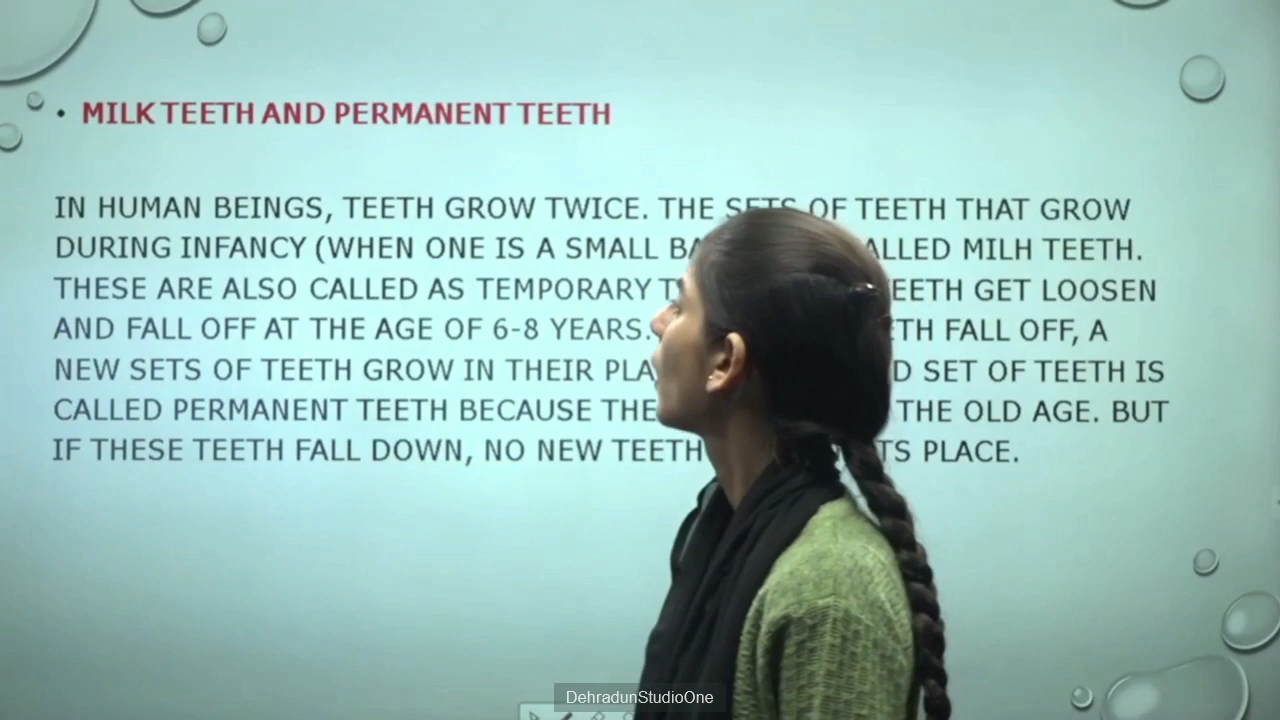 • MILK TEETH AND PERMANENT TEETH
IN HUMAN BEINGS, TEETH GROW TWICE. THE SETS OF TEETH THAT GROW
DURING INFANCY (WHEN ONE IS A SMALL CALLED MILH TEETH.
THESE ARE ALSO CALLED AS TEMPORARY TEETH GET LOOSEN
AND FALL OFF AT THE AGE OF 6-8 YEARS. FALL OFF, A
NEW SETS OF TEETH GROW IN THEIR SET OF TEETH IS
CALLED PERMANENT TEETH BECAUSE THE OLD AGE. BUT
IF THESE TEETH FALL DOWN, NO NEW TEETH PLACE.
DehradunStudioOne